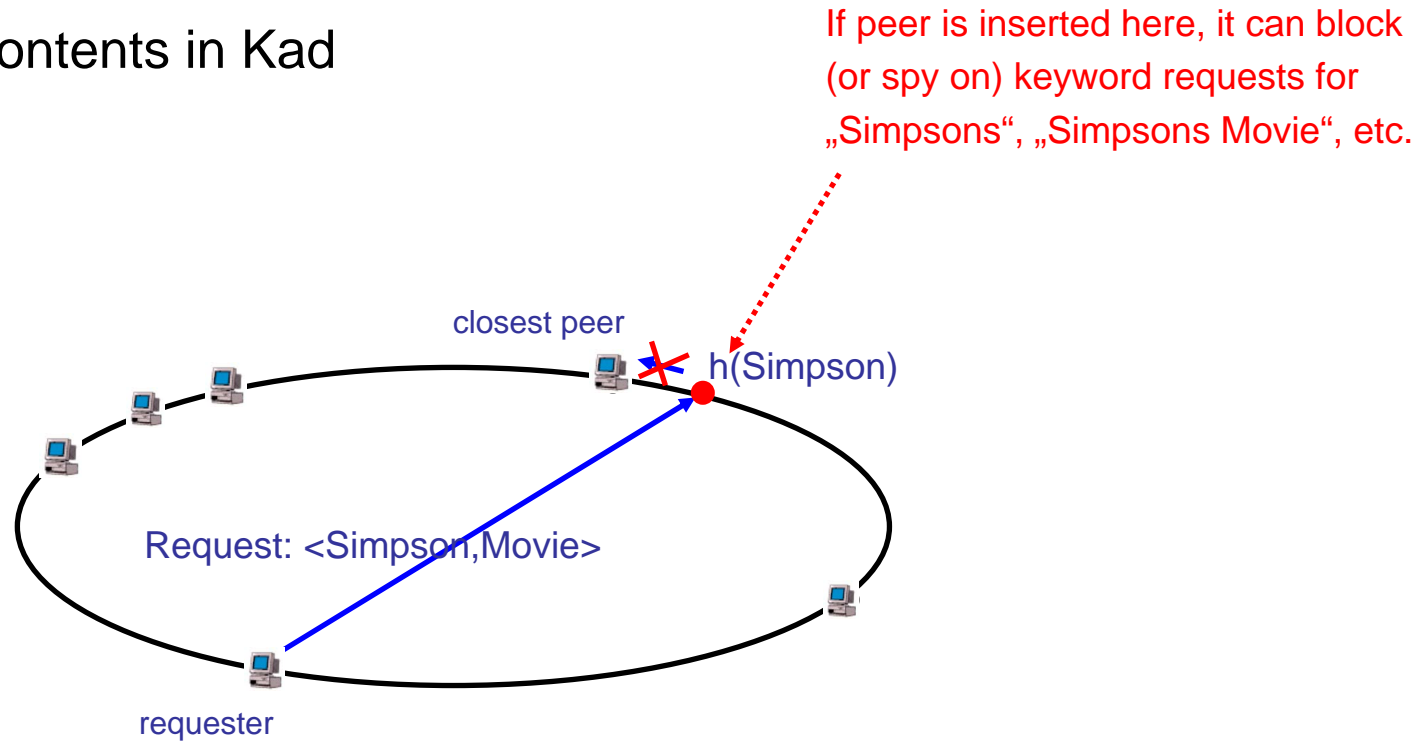 ontents in Kad
If peer is inserted here, it can block
(or spy on) keyword requests for
„Simpsons“, „Simpsons Movie“, etc.
closest peer
h(Simpson)
Request: <Simpson,Movie>
requester